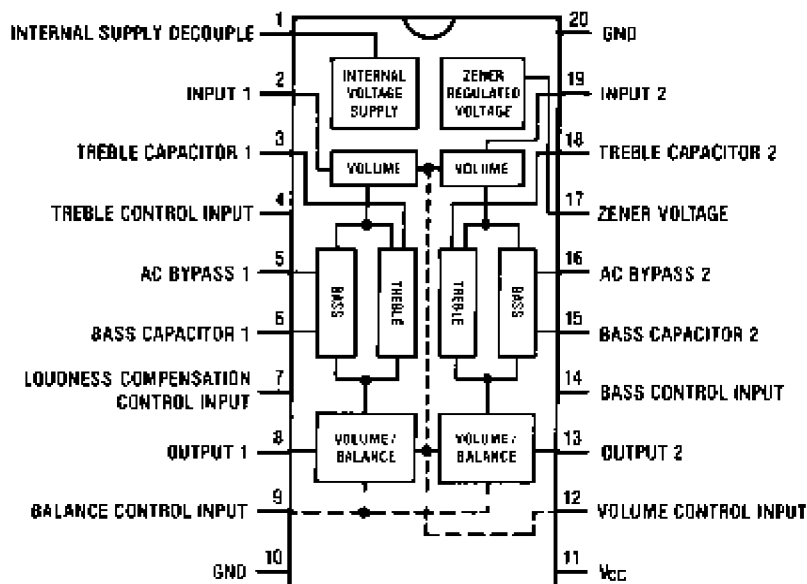 1
INTERNAL SUPPLY DECOUPLE
2
INPUT 1
3
TREBLE CAPACITOR 1
4
TREBLE CONTROL INPUT
5
AC BYPASS 1
6
BASS CAPACITOR 1
7
LOUDNESS COMPENSATION
CONTROL INPUT
8
OUTPUT 1
9
BALANCE CONTROL INPUT
10
GND
INTERNAL
VOLTAGE
SUPPLY
ZENER
REGULATED
VOLTAGE
VOLUME
VOLUME
BASS
TREBLE
TREBLE
BASS
VOLUME/
BALANCE
VOLUME/
BALANCE
20
GND
19
INPUT 2
18
TREBLE CAPACITOR 2
17
ZENER VOLTAGE
16
AC BYPASS 2
15
BASS CAPACITOR 2
14
BASS CONTROL INPUT
13
OUTPUT 2
12
VOLUME CONTROL INPUT
11
VCC